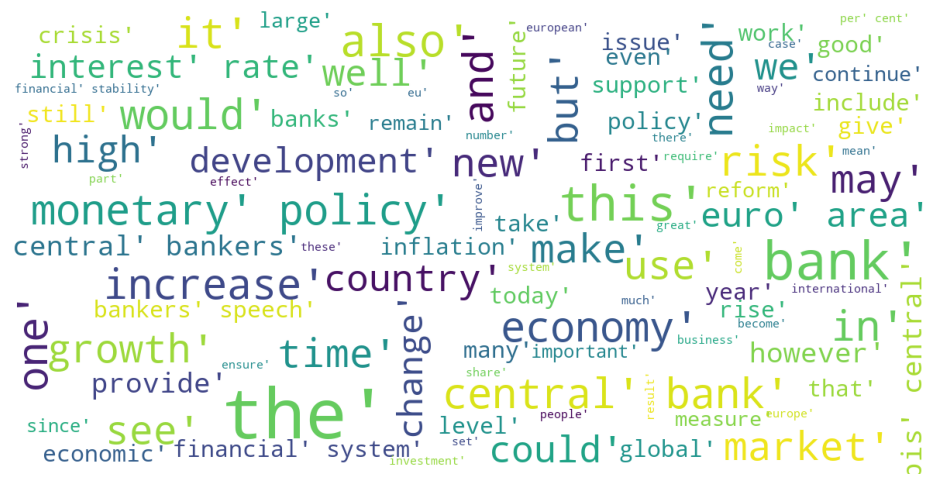 crisis' it' large' also' and' future' european' but' issue' need' work' per' cent'
interest' rate' well' even' case' good'
financial' stability' so' eu' support' we' way' continue'
still' would' banks' remain' policy' include'
strong' high' number' there' impact' give'
development' new' first' require' risk' mean' may'
part' effect' improve' reform'
monetary' policy' take' this' great' euro' area'
central' bankers' these' inflation' make' use' come' bank'
increase' country' system' today' year' international'
one' bankers' speech' change' much' rise' bis' central'
growth' time' economy' become' in'
ensure' many' important' business' however'
provide' share' that'
the' central' bank' result'
since' see' level' people' measure' europe'
economic' financial' system' set' could' global' market'
investment'